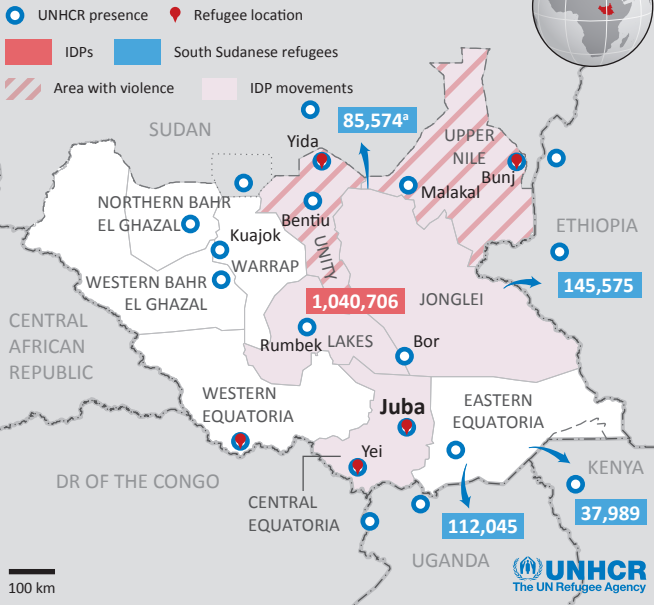 UNHCR presence
Refugee location
IDPs
South Sudanese refugees
Area with violence
IDP movements
SUDAN
85,574ᵃ
Yida
UPPER
NILE
Bunj
Malakal
NORTHERN BAHR
EL GHAZAL
Bentiu
ETHIOPIA
Kuajok
UNITY
WARRAP
WESTERN BAHR
EL GHAZAL
145,575
1,040,706
JONGLEI
CENTRAL
AFRICAN
REPUBLIC
Rumbek
LAKES
Bor
WESTERN
EQUATORIA
Juba
EASTERN
EQUATORIA
Yei
KENYA
DR OF THE CONGO
CENTRAL
EQUATORIA
37,989
112,045
UGANDA
UNHCR
The UN Refugee Agency
100 km